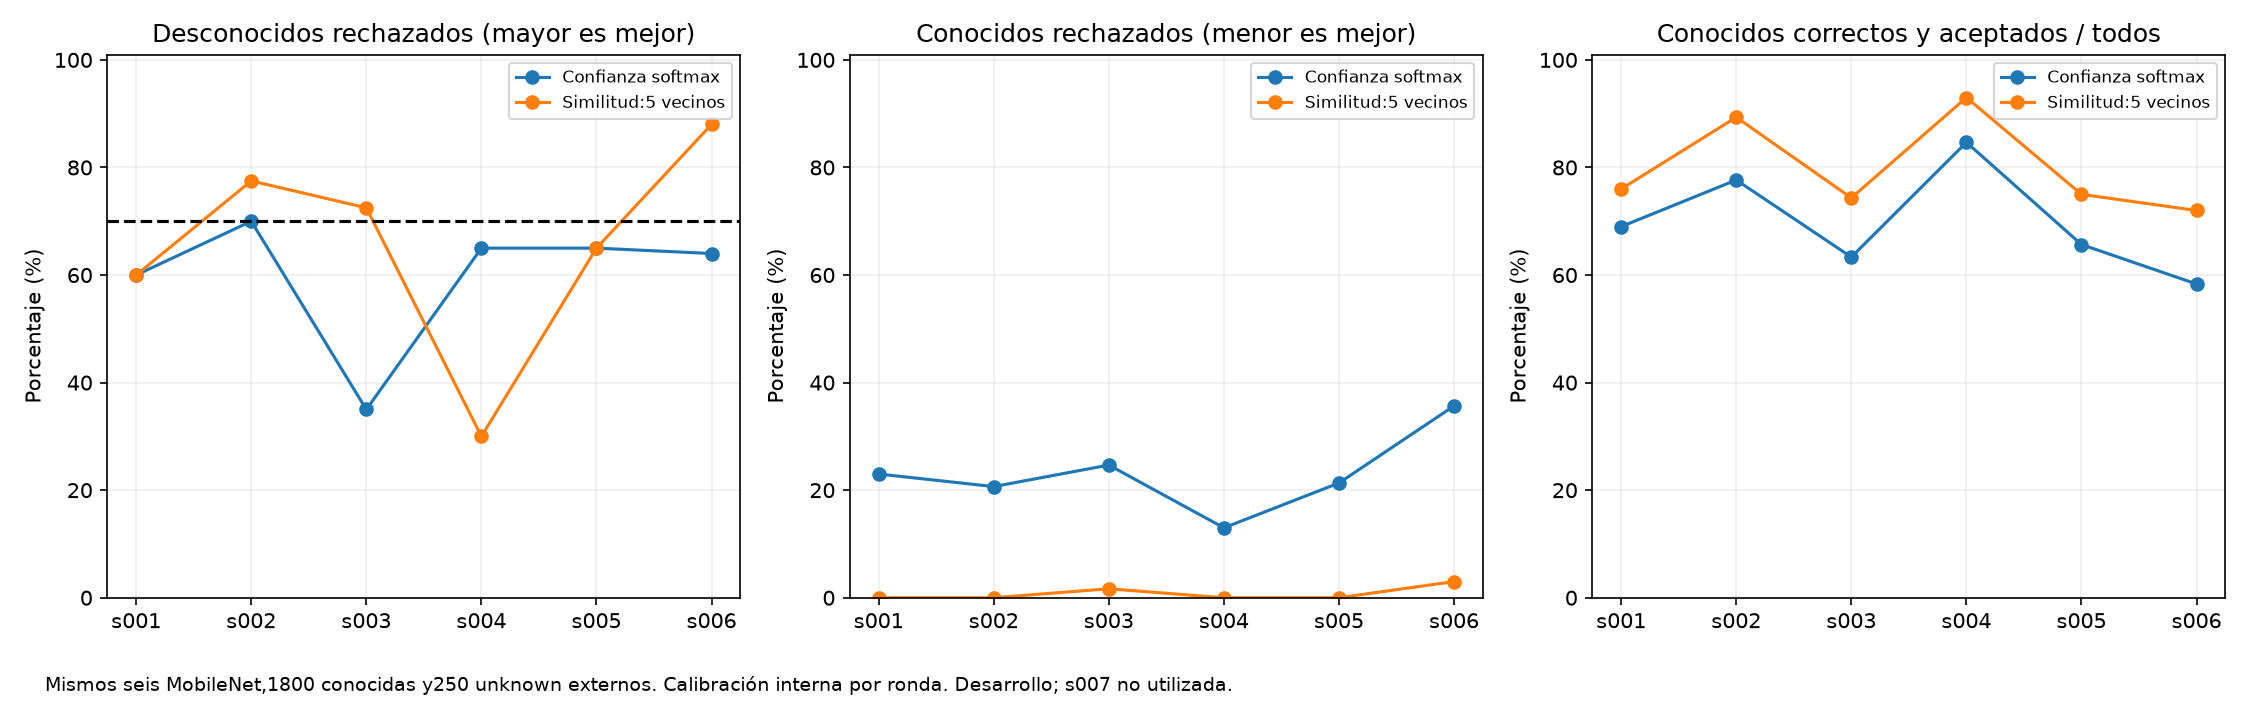 Desconocidos rechazados (mayor es mejor)
Porcentaje (%)
100
80
60
40
20
0
Confianza softmax
Similitud:5 vecinos
s001 s002 s003 s004 s005 s006
Conocidos rechazados (menor es mejor)
Porcentaje (%)
100
80
60
40
20
0
Confianza softmax
Similitud:5 vecinos
s001 s002 s003 s004 s005 s006
Conocidos correctos y aceptados / todos
Porcentaje (%)
100
80
60
40
20
0
Confianza softmax
Similitud:5 vecinos
s001 s002 s003 s004 s005 s006
Mismos seis MobileNet,1800 conocidas y250 unknown externos. Calibración interna por ronda. Desarrollo; s007 no utilizada.